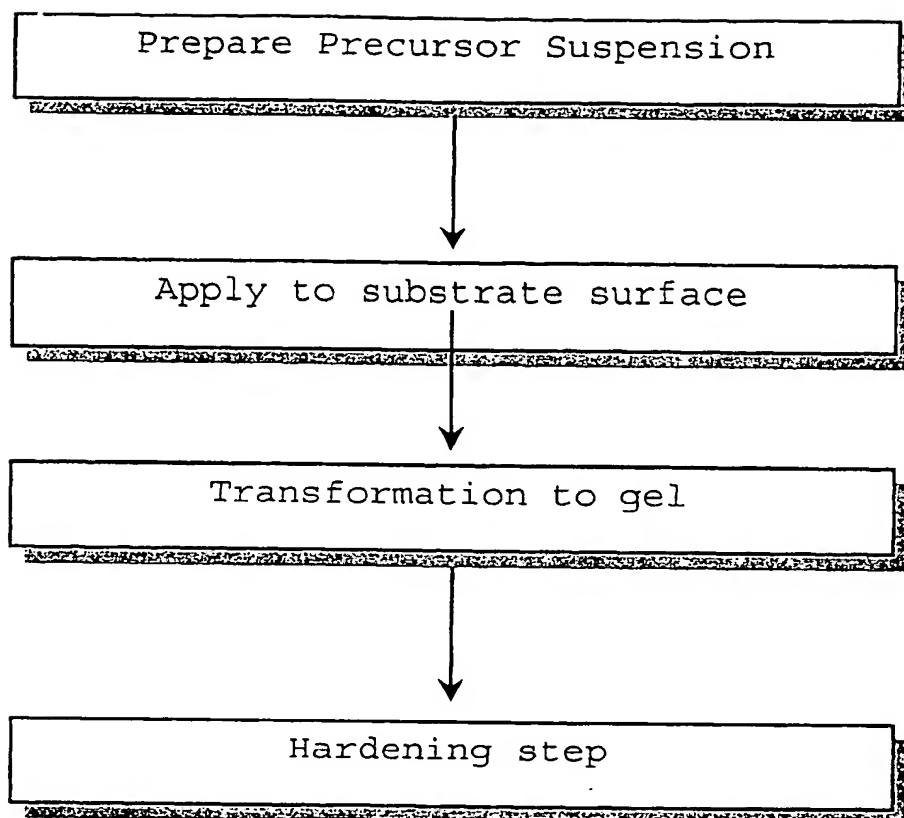 Prepare Precursor Suspension
Apply to substrate surface
Transformation to gel
Hardening step